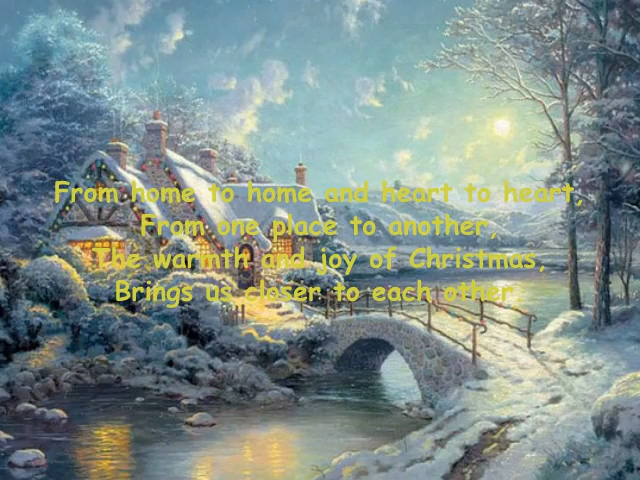 From home to home and heart to heart,
From one place to another,
The warmth and joy of Christmas,
Brings us closer to each other.